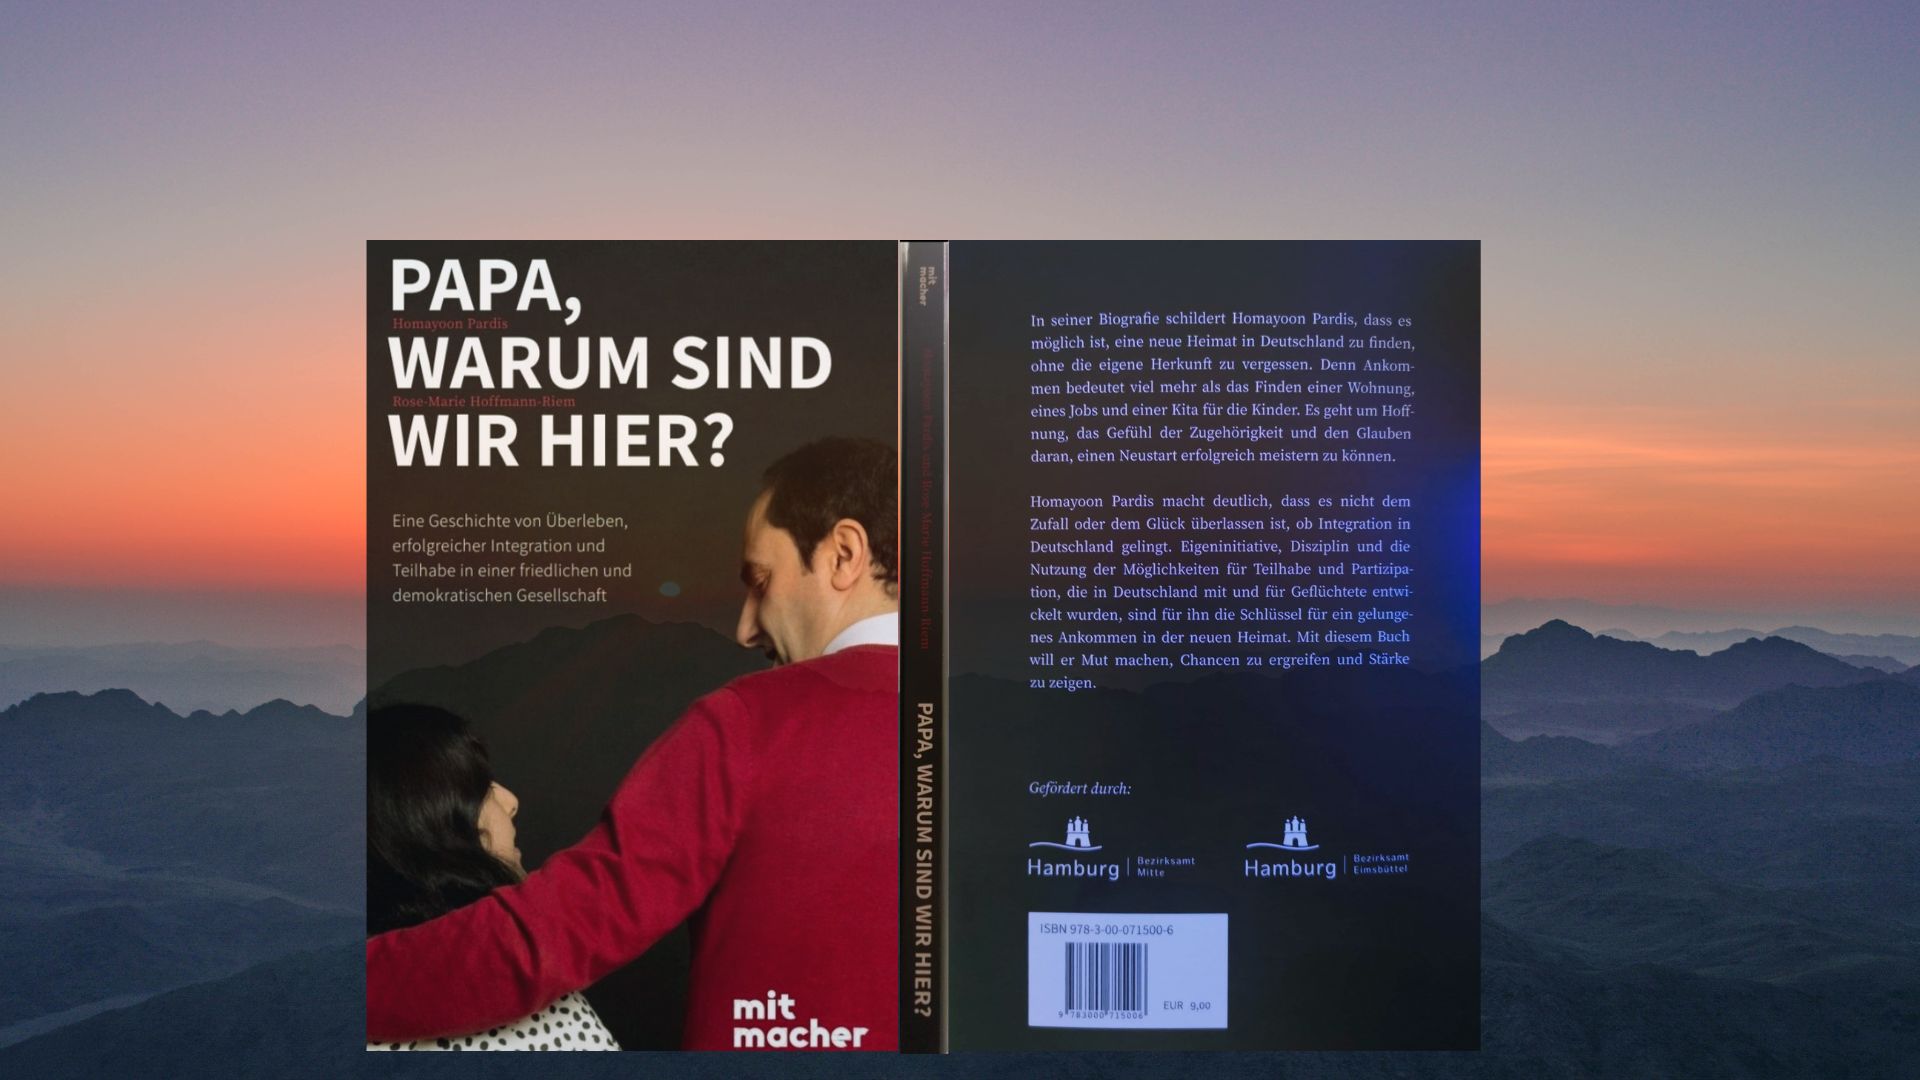 PAPA,
Homayoon Pardis
WARUM SIND
Rose-Marie Hoffmann-Riem
WIR HIER?
Eine Geschichte von Überleben,
erfolgreicher Integration und
Teilhabe in einer friedlichen und
demokratischen Gesellschaft
mit
macher
mit
macher
Homayoon Pardis und Rose-Marie Hoffmann-Riem
PAPA, WARUM SIND WIR HIER?
In seiner Biografie schildert Homayoon Pardis, dass es
möglich ist, eine neue Heimat in Deutschland zu finden,
ohne die eigene Herkunft zu vergessen. Denn Ankom-
men bedeutet viel mehr als das Finden einer Wohnung,
eines Jobs und einer Kita für die Kinder. Es geht um Hoff-
nung, das Gefühl der Zugehörigkeit und den Glauben
daran, einen Neustart erfolgreich meistern zu können.
Homayoon Pardis macht deutlich, dass es nicht dem
Zufall oder dem Glück überlassen ist, ob Integration in
Deutschland gelingt. Eigeninitiative, Disziplin und die
Nutzung der Möglichkeiten für Teilhabe und Partizipa-
tion, die in Deutschland mit und für Geflüchtete entwi-
ckelt wurden, sind für ihn die Schlüssel für ein gelunge-
nes Ankommen in der neuen Heimat. Mit diesem Buch
will er Mut machen, Chancen zu ergreifen und Stärke
zu zeigen.
Gefördert durch:
Hamburg | Bezirksamt
Mitte
Hamburg | Bezirksamt
Eimsbüttel
ISBN 978-3-00-071500-6
9 783000 715006
EUR 9,00